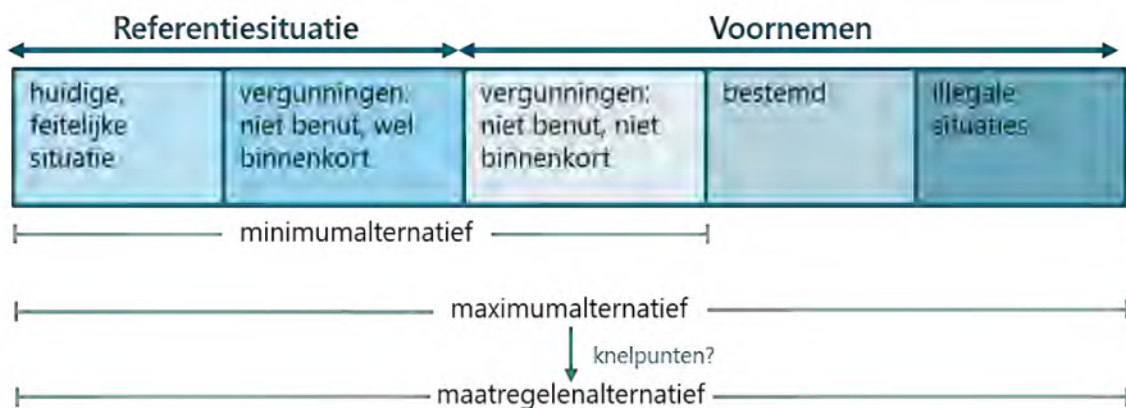 Referentiesituatie Voornemen
huidige,
feitelijke
situatie
vergunningen:
niet benut, wel
binnenkort
vergunningen:
niet benut, niet
binnenkort
bestemd
illegale
situaties
minimumalternatief
maximumalternatief
knelpunten?
maatregelenalternatief